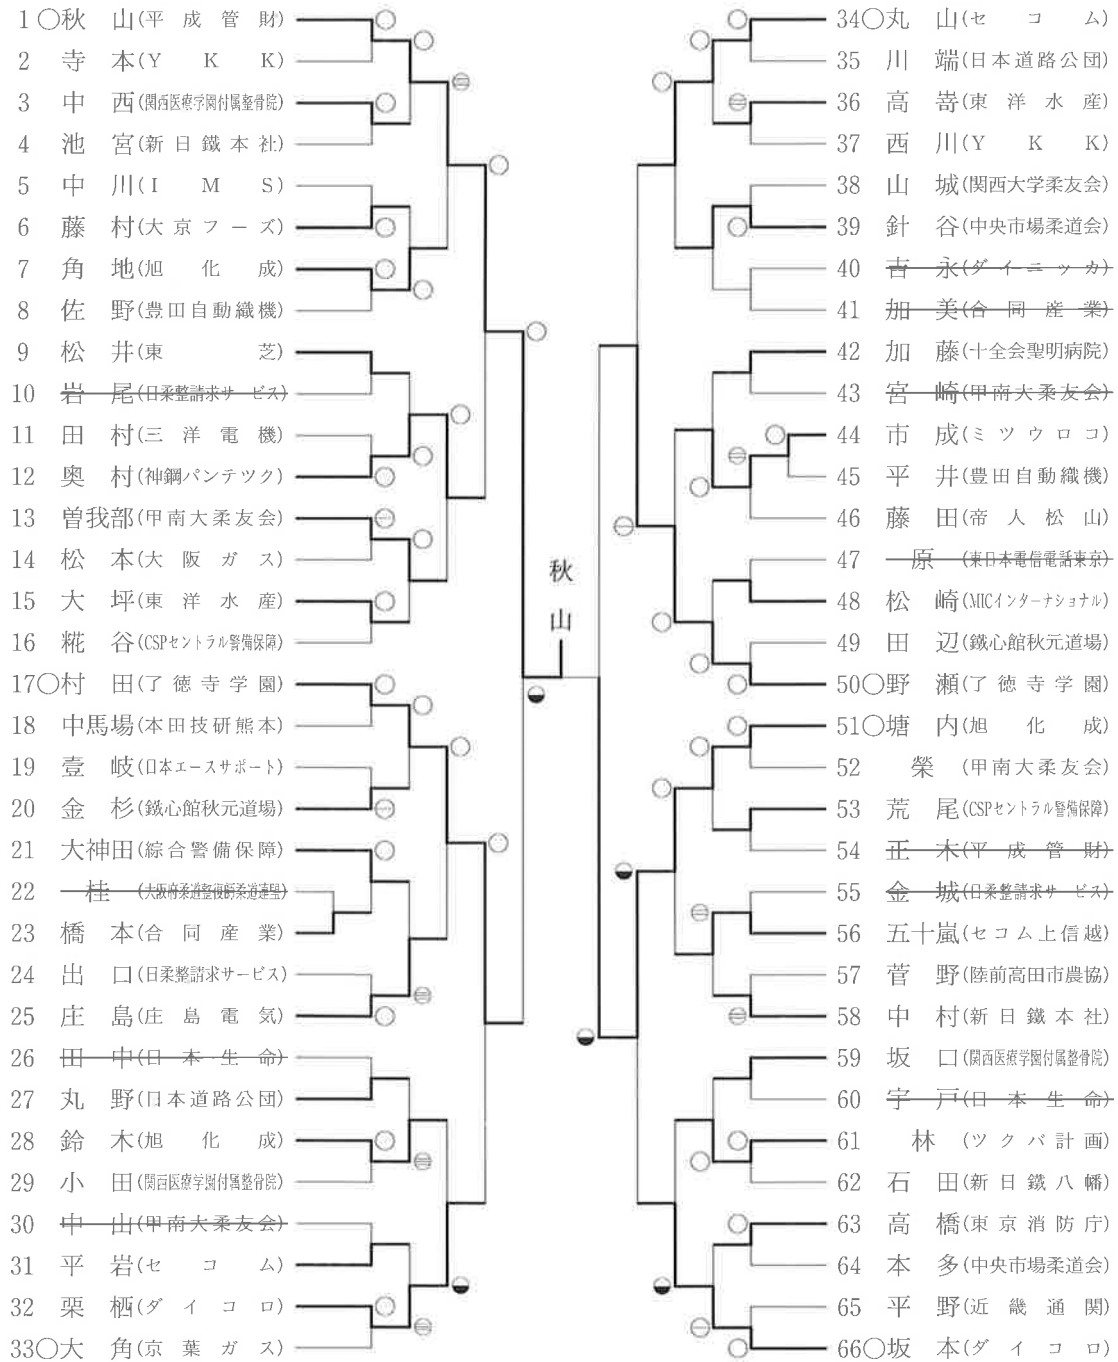 1○秋山(平成管財)
2 寺本(YKK)
3 中西(関西医療学園付属整骨院)
4 池宮(新日鐵本社)
5 中川(IMS)
6 藤村(大京フーズ)
7 角地(旭化成)
8 佐野(豊田自動織機)
9 松井(東芝)
10 岩尾(日柔整請求サービス)
11 田村(三洋電機)
12 奥村(神鋼パンテツク)
13 曽我部(甲南大柔友会)
14 松本(大阪ガス)
15 大坪(東洋水産)
16 糀谷(CSPセントラル警備保障)
17○村田(了徳寺学園)
18 中馬場(本田技研熊本)
19 壹岐(日本エースサポート)
20 金杉(鐵心館秋元道場)
21 大神田(綜合警備保障)
22 桂(大阪府柔道整復師柔道連盟)
23 橋本(合同産業)
24 出口(日柔整請求サービス)
25 庄島(庄島電気)
26 田中(日本生命)
27 丸野(日本道路公団)
28 鈴木(旭化成)
29 小田(関西医療学園付属整骨院)
30 中山(甲南大柔友会)
31 平岩(セコム)
32 栗栖(ダイコロ)
33○大角(京葉ガス)
秋山
34○丸山(セコム)
35 川端(日本道路公団)
36 高嵜(東洋水産)
37 西川(YKK)
38 山城(関西大学柔友会)
39 針谷(中央市場柔道会)
40 吉永(ダイニッカ)
41 加美(合同産業)
42 加藤(十全会聖明病院)
43 宮崎(甲南大柔友会)
44 市成(ミツウロコ)
45 平井(豊田自動織機)
46 藤田(帝人松山)
47 原(東日本電信電話東京)
48 松崎(MICインターナショナル)
49 田辺(鐵心館秋元道場)
50○野瀬(了徳寺学園)
51○塘内(旭化成)
52 榮(甲南大柔友会)
53 荒尾(CSPセントラル警備保障)
54 正木(平成管財)
55 金城(日柔整請求サービス)
56 五十嵐(セコム上信越)
57 菅野(陸前高田市農協)
58 中村(新日鐵本社)
59 坂口(関西医療学園付属整骨院)
60 宇戸(日本生命)
61 林(ツクバ計画)
62 石田(新日鐵八幡)
63 高橋(東京消防庁)
64 本多(中央市場柔道会)
65 平野(近畿通関)
66○坂本(ダイコロ)